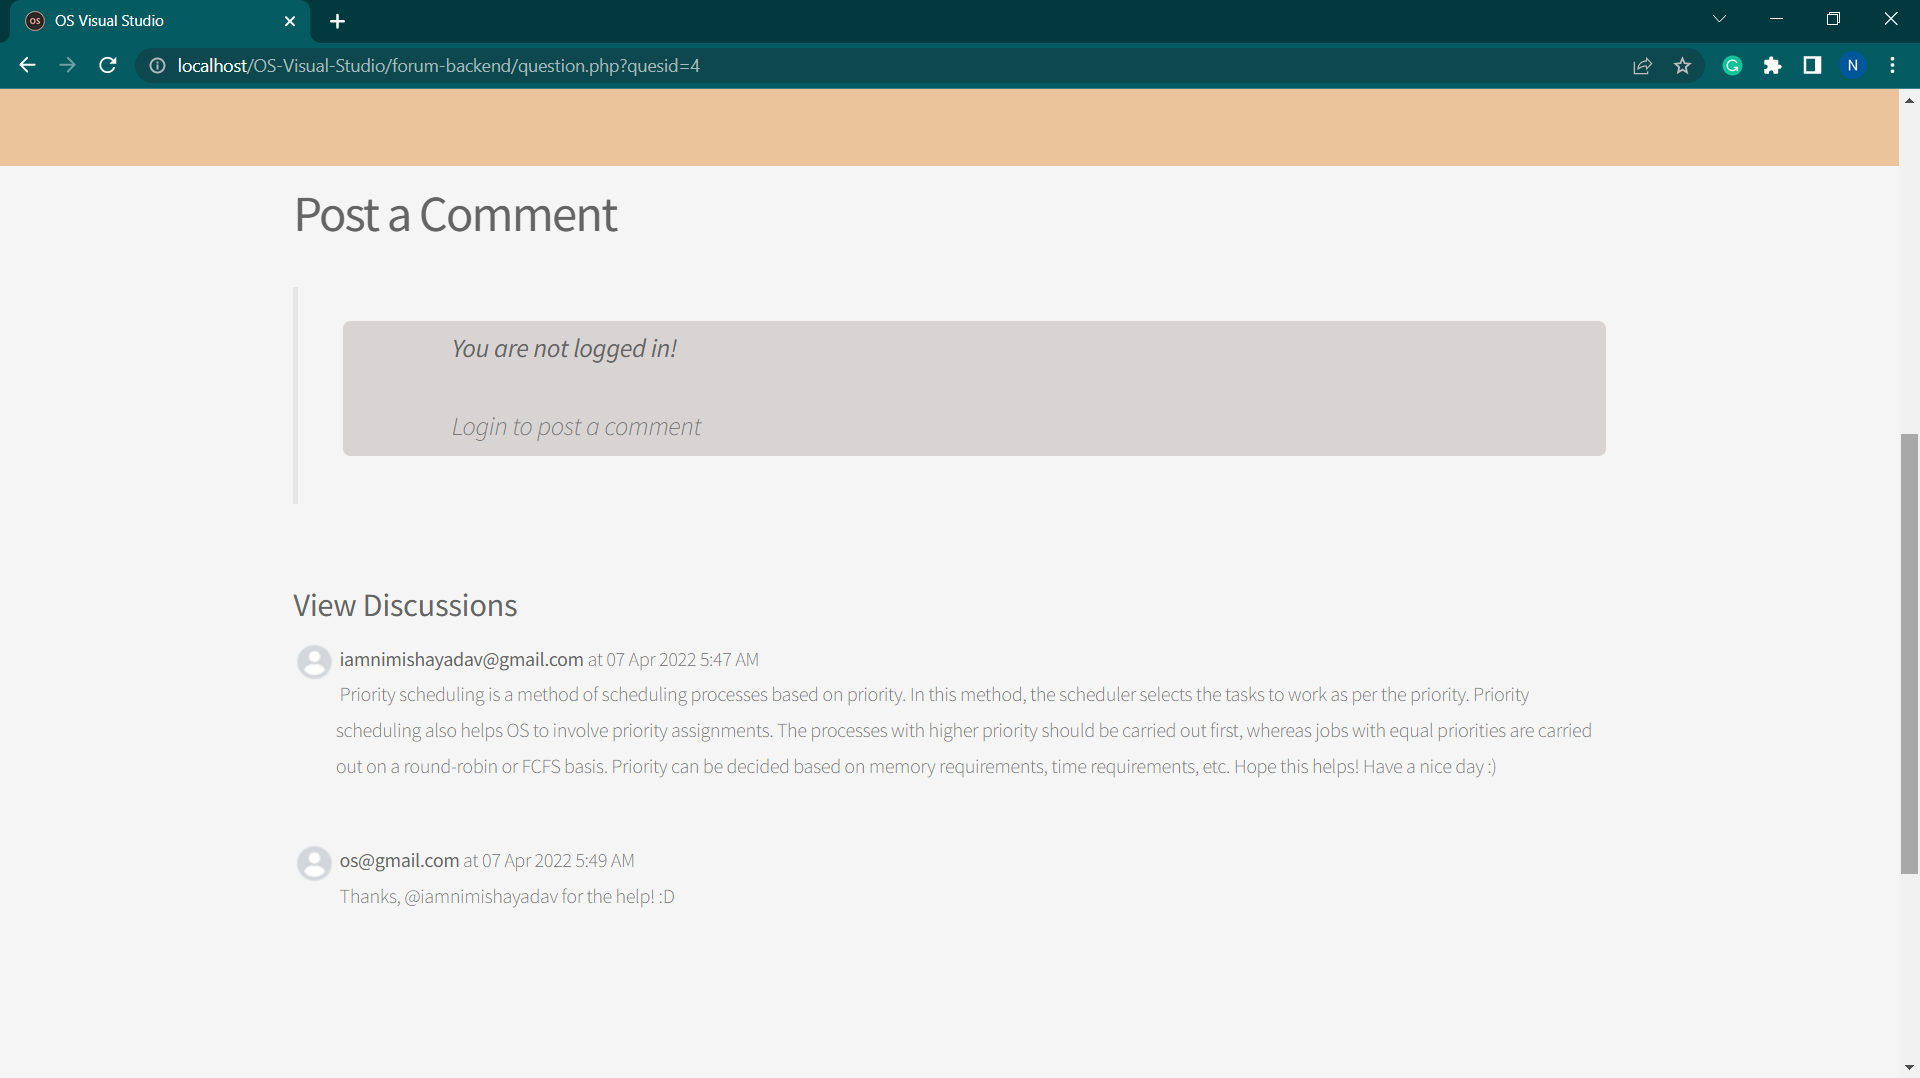 OS Visual Studio
localhost/OS-Visual-Studio/forum-backend/question.php?quesid=4
N
Post a Comment
You are not logged in!
Login to post a comment
View Discussions
iamnimishayadav@gmail.com at 07 Apr 2022 5:47 AM
Priority scheduling is a method of scheduling processes based on priority. In this method, the scheduler selects the tasks to work as per the priority. Priority
scheduling also helps OS to involve priority assignments. The processes with higher priority should be carried out first, whereas jobs with equal priorities are carried
out on a round-robin or FCFS basis. Priority can be decided based on memory requirements, time requirements, etc. Hope this helps! Have a nice day :)
os@gmail.com at 07 Apr 2022 5:49 AM
Thanks, @iamnimishayadav for the help! :D